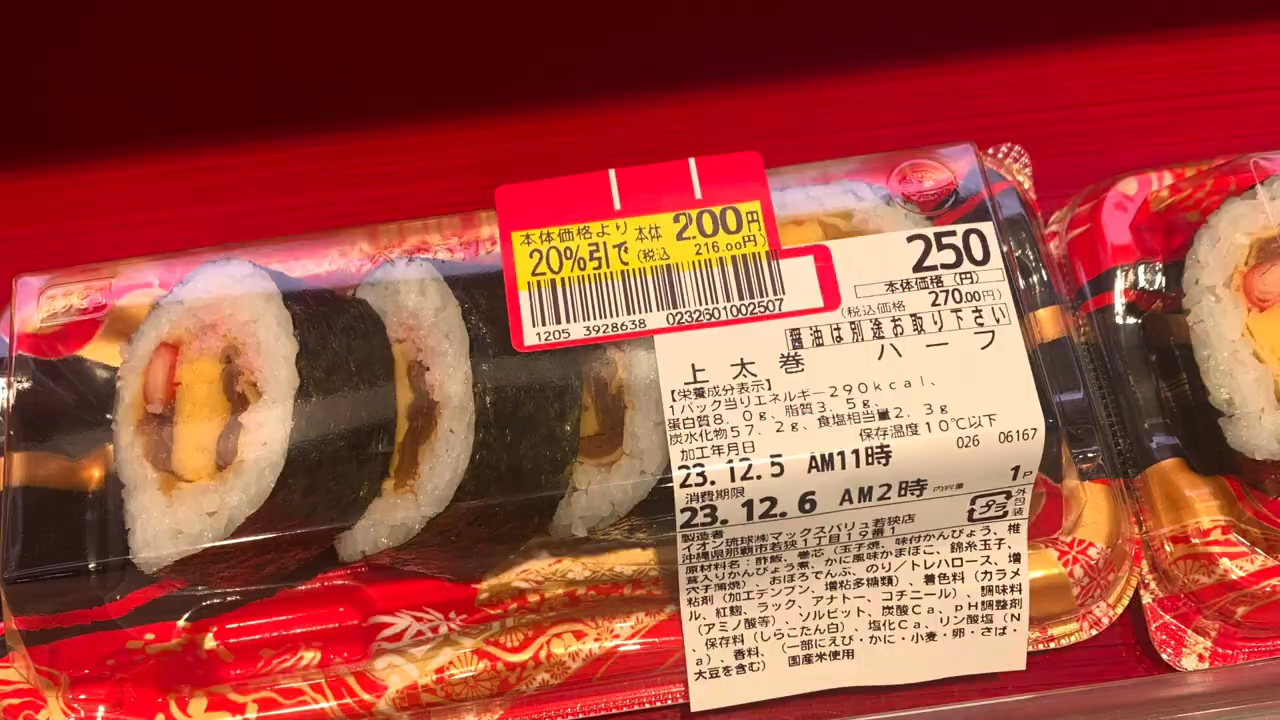 本体価格より
20%引で
本体 200円
(税込 216.00円)
1205 3928638 0232601002507
250
本体価格(円)
(税込価格 270.00円)
醤油は別途お取り下さい
上太巻 ハーフ
【栄養成分表示】
1パック当りエネルギー290kcal、
蛋白質8.0g、脂質3.5g、
炭水化物57.2g、食塩相当量2.3g
保存温度10℃以下
加工年月日
026 06167
23.12.5 AM11時
消費期限
23.12.6 AM2時 内容量 1P
外包装
プラ
製造者
イオン琉球㈱マックスバリュ若狭店
沖縄県那覇市若狭1丁目19番1
原材料名:酢飯、巻芯(玉子焼、味付かんぴょう、椎
茸入りかんぴょう煮、かに風味かまぼこ、錦糸玉子、
穴子蒲焼)、おぼろでんぶ、のり/トレハロース、増
粘剤(加工デンプン、増粘多糖類)、着色料(カラメ
ル、紅麹、ラック、アナトー、コチニール)、調味料
(アミノ酸等)、ソルビット、炭酸Ca、pH調整剤
、保存料(しらこたん白)、塩化Ca、リン酸塩(N
a)、香料、(一部にえび・かに・小麦・卵・さば・
大豆を含む) 国産米使用